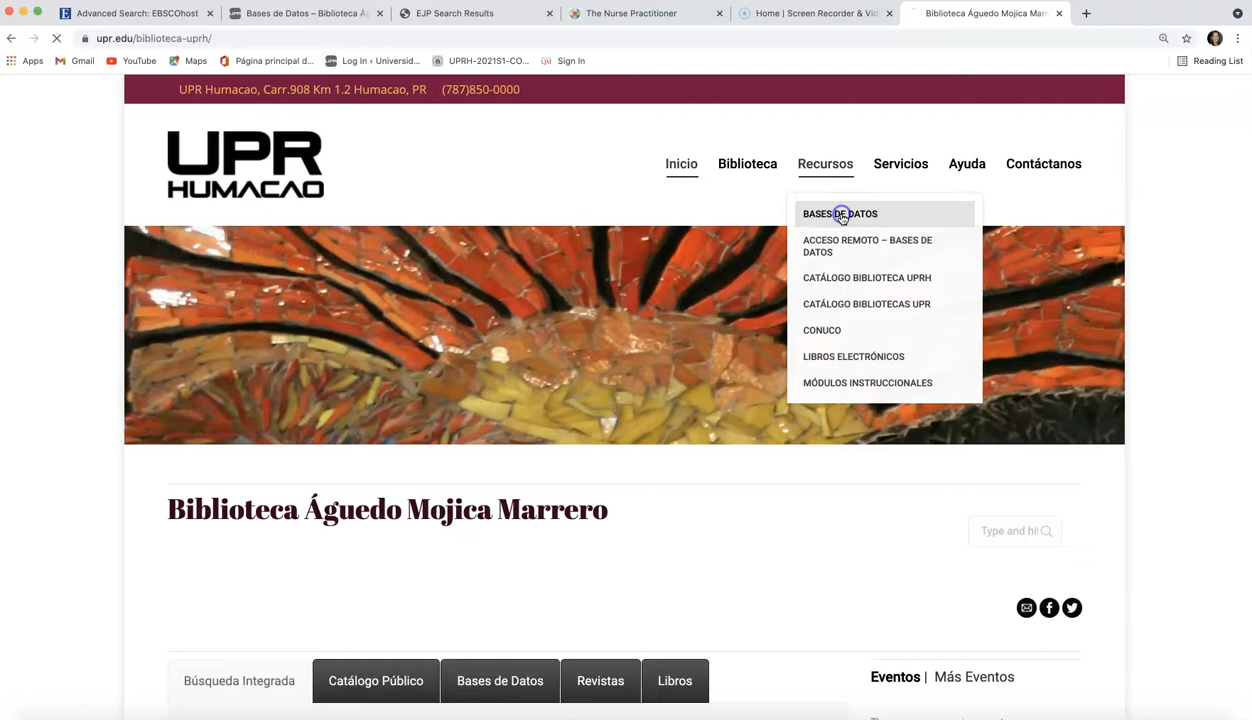 Advanced Search: EBSCOhost
Bases de Datos – Biblioteca Ág
EJP Search Results
The Nurse Practitioner
Home | Screen Recorder & Vid
Biblioteca Águedo Mojica Marr
upr.edu/biblioteca-uprh/
Apps
Gmail
YouTube
Maps
Página principal d...
Log In ‹ Universid...
UPRH-2021S1-CO...
QM
Sign In
Reading List
UPR Humacao, Carr.908 Km 1.2 Humacao, PR (787)850-0000
UPR
HUMACAO
Inicio
Biblioteca
Recursos
Servicios
Ayuda
Contáctanos
BASES DE DATOS
ACCESO REMOTO – BASES DE
DATOS
CATÁLOGO BIBLIOTECA UPRH
CATÁLOGO BIBLIOTECAS UPR
CONUCO
LIBROS ELECTRÓNICOS
MÓDULOS INSTRUCCIONALES
Biblioteca Águedo Mojica Marrero
Type and hit
Búsqueda Integrada
Catálogo Público
Bases de Datos
Revistas
Libros
Eventos | Más Eventos